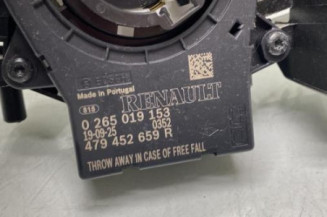 BOSCH
Made in Portugal
RENAULT
0 265 019 153
19-09-25 0352
479 452 659 R
THROW AWAY IN CASE OF FREE FALL